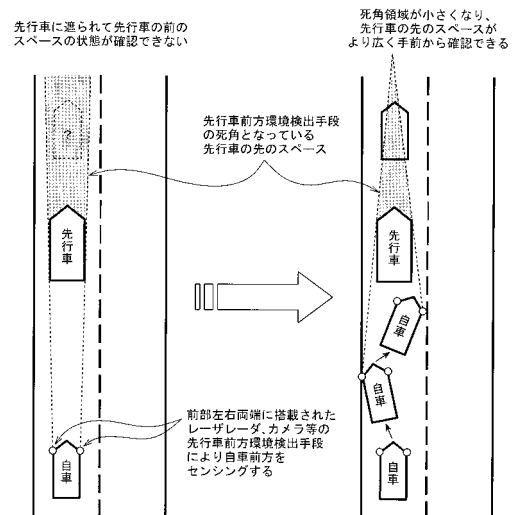 先行車に遮られて先行車の前の
スペースの状態が確認できない
死角領域が小さくなり、
先行車の先のスペースが
より広く手前から確認できる
?
先行車前方環境検出手段
の死角となっている
先行車の先のスペース
先行車
先行車
自車
自車
前部左右両端に搭載された
レーザレーダ、カメラ等の
先行車前方環境検出手段
により自車前方を
センシングする
自車
自車